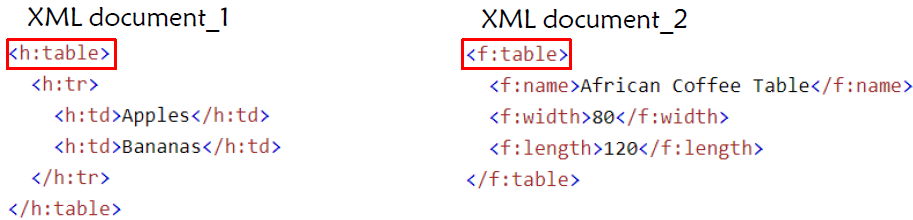 XML document_1
<h:table>
<h:tr>
<h:td>Apples</h:td>
<h:td>Bananas</h:td>
</h:tr>
</h:table>
XML document_2
<f:table>
<f:name>African Coffee Table</f:name>
<f:width>80</f:width>
<f:length>120</f:length>
</f:table>